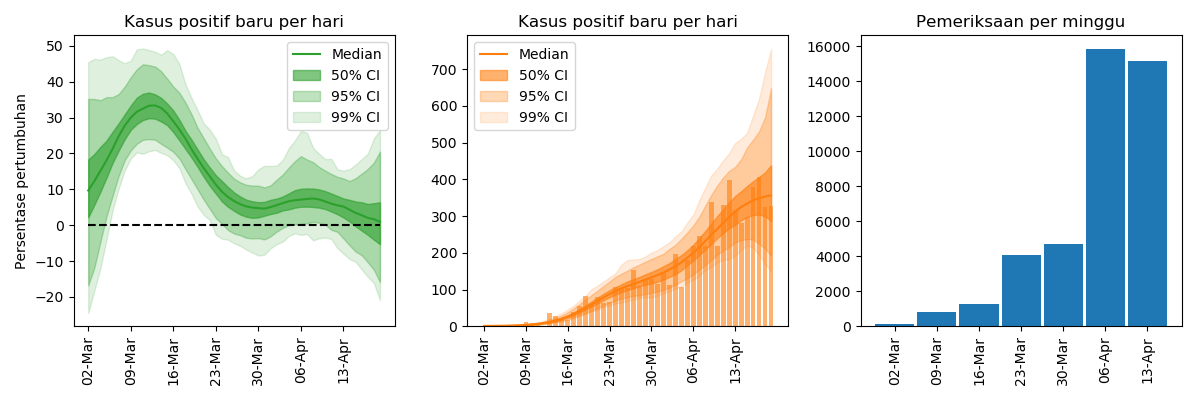 Kasus positif baru per hari
Persentase pertumbuhan
50
40
30
20
10
0
−10
−20
Median
50% CI
95% CI
99% CI
02-Mar
09-Mar
16-Mar
23-Mar
30-Mar
06-Apr
13-Apr
Kasus positif baru per hari
700
600
500
400
300
200
100
0
Median
50% CI
95% CI
99% CI
02-Mar
09-Mar
16-Mar
23-Mar
30-Mar
06-Apr
13-Apr
Pemeriksaan per minggu
16000
14000
12000
10000
8000
6000
4000
2000
0
02-Mar
09-Mar
16-Mar
23-Mar
30-Mar
06-Apr
13-Apr